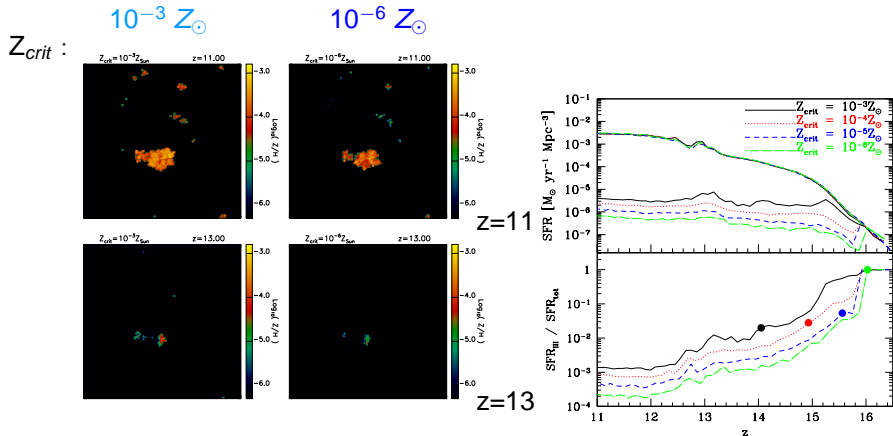 10⁻³ Z☉ 10⁻⁶ Z☉
Z_crit :
Z_crit=10⁻³Z_Sun z=11.00
−3.0
−4.0
−5.0
−6.0
Log₁₀( Z/H )
Z_crit=10⁻⁶Z_Sun z=11.00
−3.0
−4.0
−5.0
−6.0
Log₁₀( Z/H )
z=11
Z_crit=10⁻³Z_Sun z=13.00
−3.0
−4.0
−5.0
−6.0
Log₁₀( Z/H )
Z_crit=10⁻⁶Z_Sun z=13.00
−3.0
−4.0
−5.0
−6.0
Log₁₀( Z/H )
z=13
Z_crit = 10⁻³Z☉
Z_crit = 10⁻⁴Z☉
Z_crit = 10⁻⁵Z☉
Z_crit = 10⁻⁶Z☉
SFR [M☉ yr⁻¹ Mpc⁻³]
10⁻¹
10⁻²
10⁻³
10⁻⁴
10⁻⁵
10⁻⁶
10⁻⁷
SFR_III / SFR_tot
1
10⁻¹
10⁻²
10⁻³
10⁻⁴
11 12 13 14 15 16
z